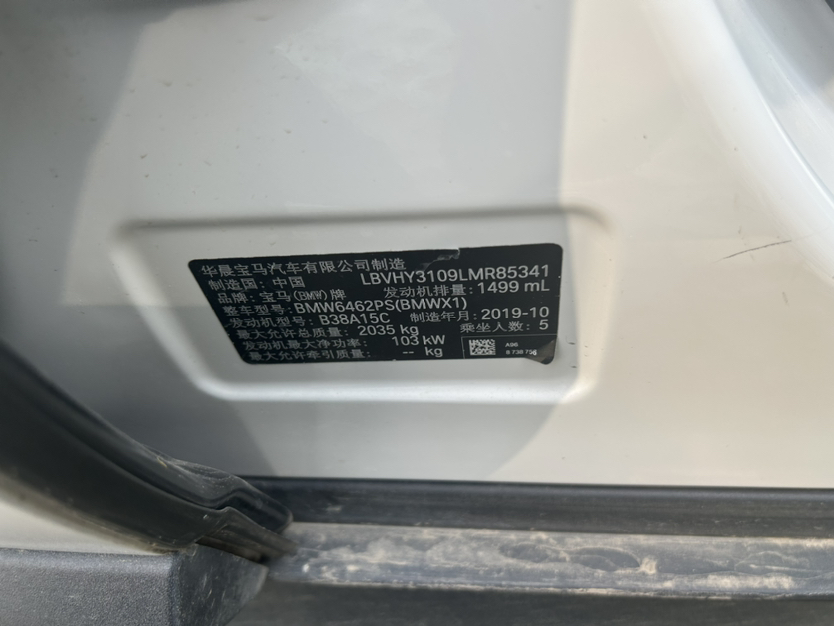 华晨宝马汽车有限公司制造
制造国: 中国 LBVHY3109LMR85341
品牌: 宝马(BMW)牌 发动机排量: 1499 mL
整车型号: BMW6462PS(BMWX1)
发动机型号: B38A15C 制造年月: 2019-10
最大允许总质量: 2035 kg 乘坐人数: 5
发动机最大净功率: 103 kW
最大允许牵引质量: -- kg
A96
8 738 756